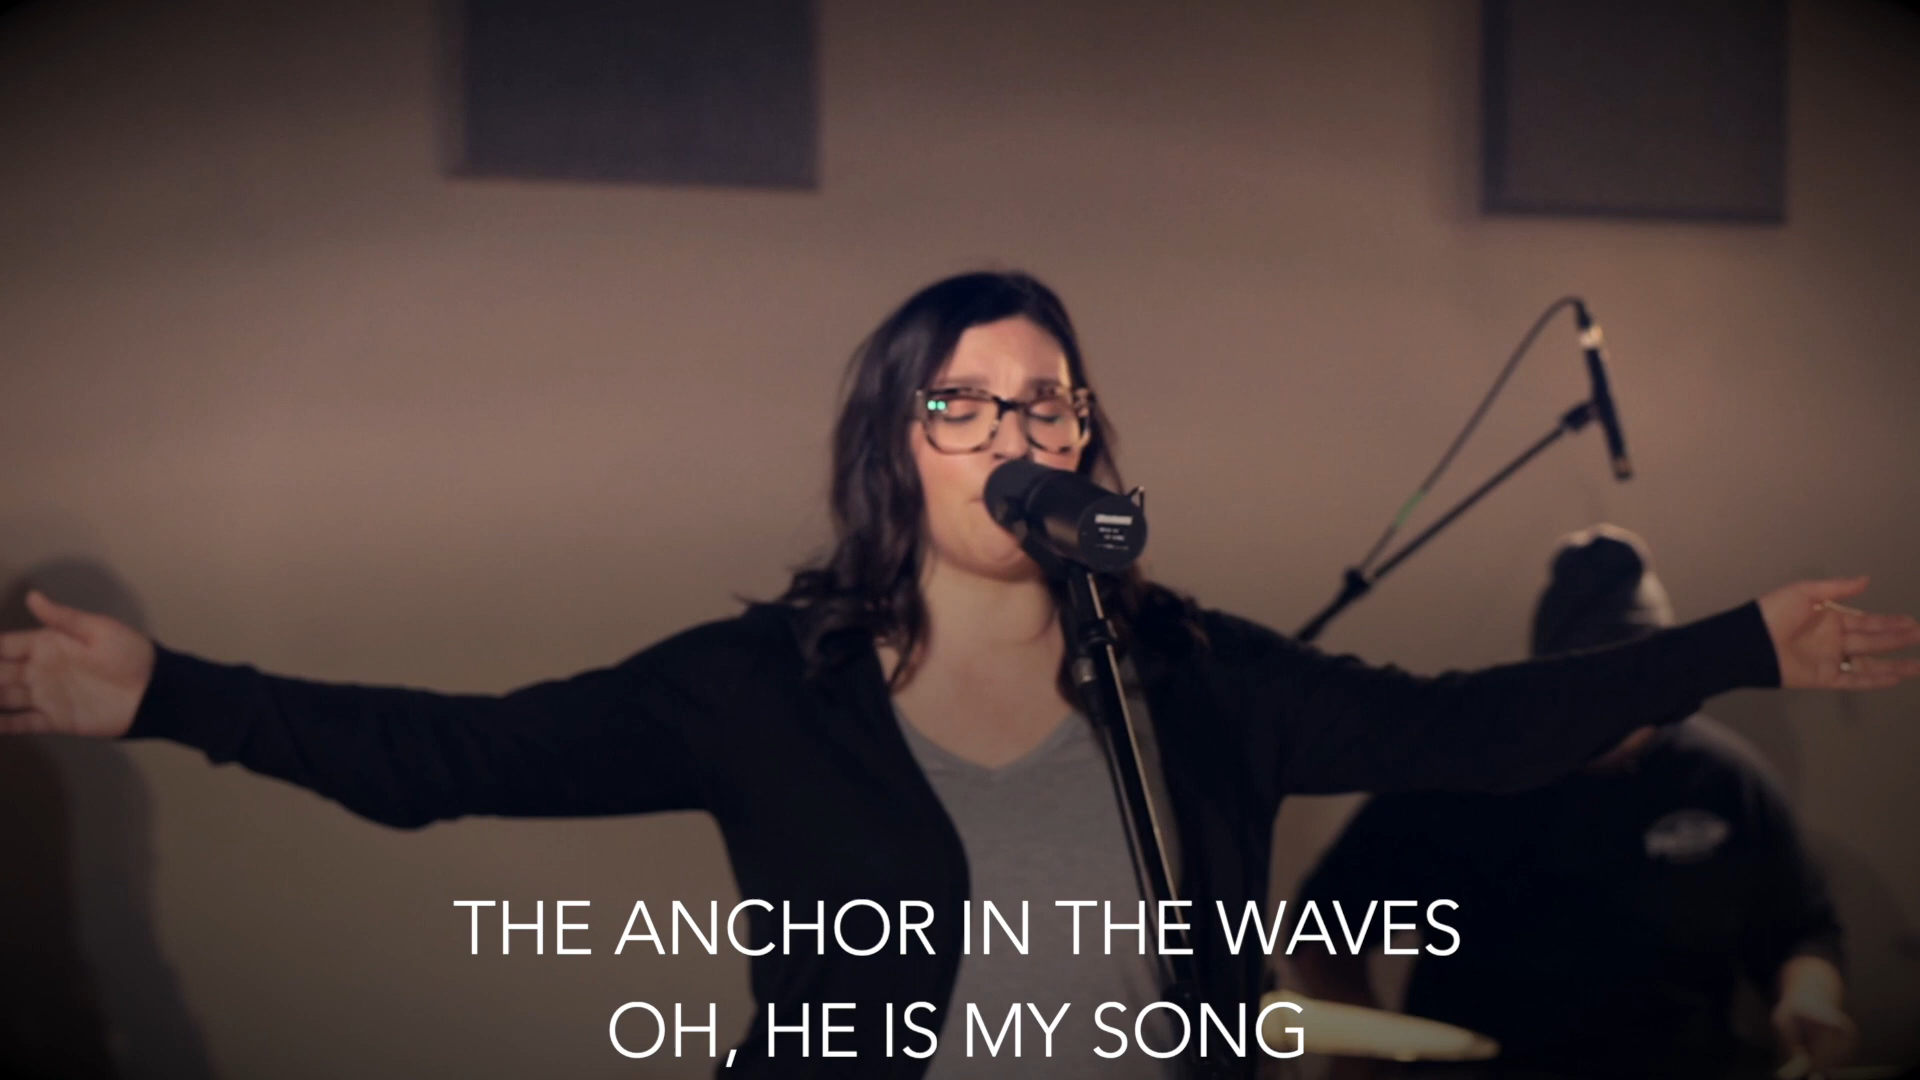 THE ANCHOR IN THE WAVES
OH, HE IS MY SONG